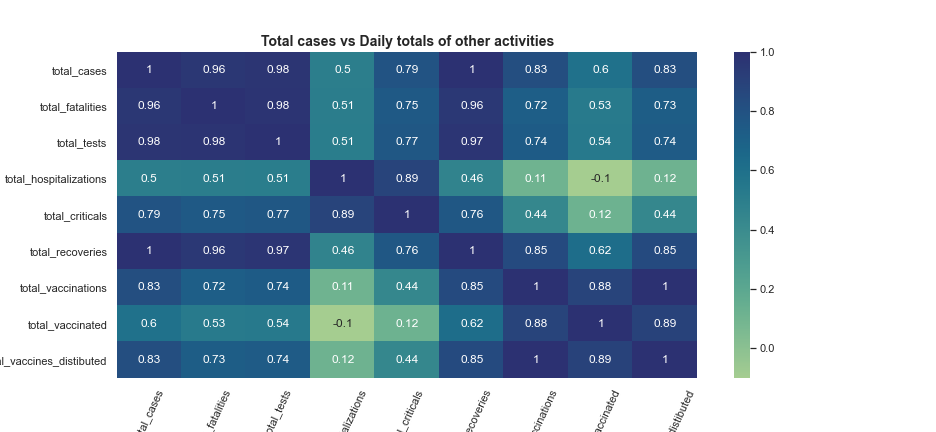 Total cases vs Daily totals of other activities
total_cases 1 0.96 0.98 0.5 0.79 1 0.83 0.6 0.83
total_fatalities 0.96 1 0.98 0.51 0.75 0.96 0.72 0.53 0.73
total_tests 0.98 0.98 1 0.51 0.77 0.97 0.74 0.54 0.74
total_hospitalizations 0.5 0.51 0.51 1 0.89 0.46 0.11 -0.1 0.12
total_criticals 0.79 0.75 0.77 0.89 1 0.76 0.44 0.12 0.44
total_recoveries 1 0.96 0.97 0.46 0.76 1 0.85 0.62 0.85
total_vaccinations 0.83 0.72 0.74 0.11 0.44 0.85 1 0.88 1
total_vaccinated 0.6 0.53 0.54 -0.1 0.12 0.62 0.88 1 0.89
al_vaccines_distibuted 0.83 0.73 0.74 0.12 0.44 0.85 1 0.89 1
tal_cases
_fatalities
otal_tests
alizations
l_criticals
ecoveries
ccinations
accinated
distibuted
1.0
0.8
0.6
0.4
0.2
0.0